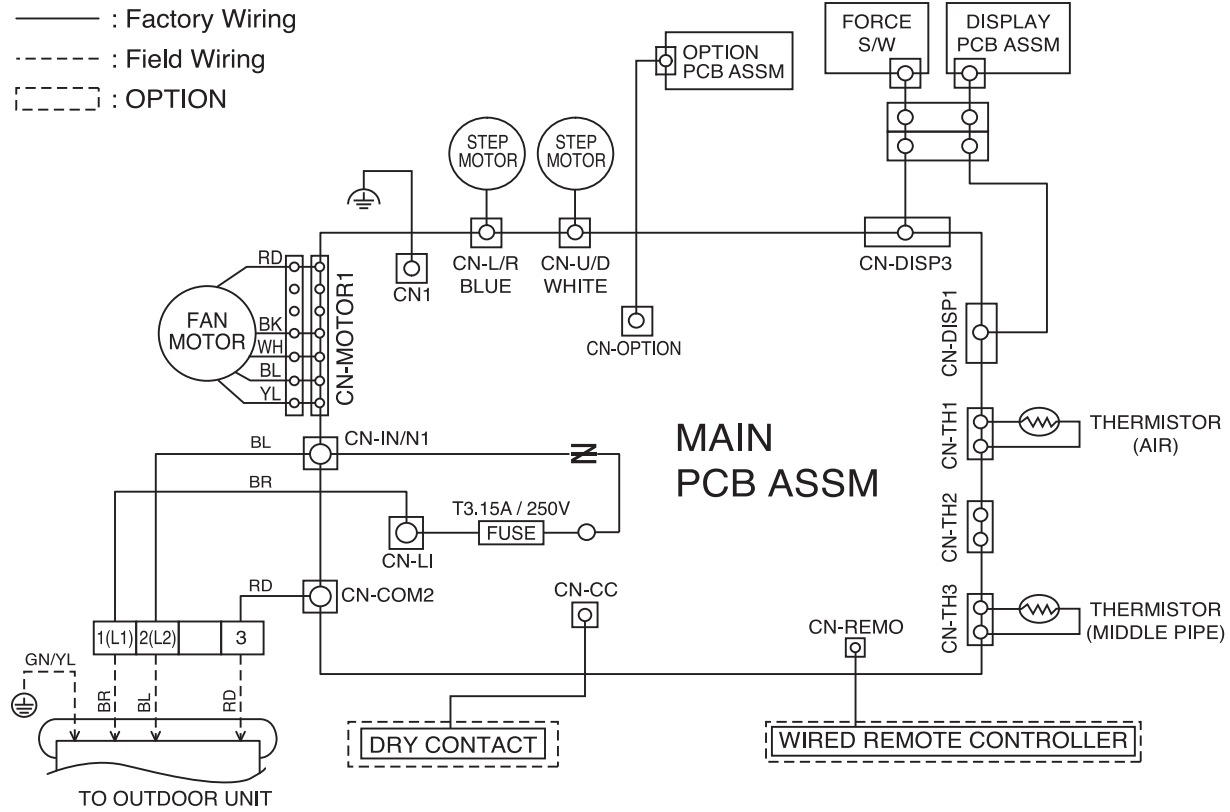 : Factory Wiring
: Field Wiring
: OPTION
OPTION
PCB ASSM
FORCE
S/W
DISPLAY
PCB ASSM
STEP
MOTOR
STEP
MOTOR
CN-L/R
BLUE
CN-U/D
WHITE
CN1
CN-DISP3
CN-OPTION
CN-DISP1
RD
BK
WH
BL
YL
FAN
MOTOR
CN-MOTOR1
CN-IN/N1
BL
BR
T3.15A / 250V
FUSE
CN-LI
MAIN
PCB ASSM
CN-TH1
THERMISTOR
(AIR)
CN-TH2
CN-TH3
THERMISTOR
(MIDDLE PIPE)
RD
CN-COM2
CN-CC
CN-REMO
1(L1) 2(L2) 3
GN/YL
BR
BL
RD
TO OUTDOOR UNIT
DRY CONTACT
WIRED REMOTE CONTROLLER